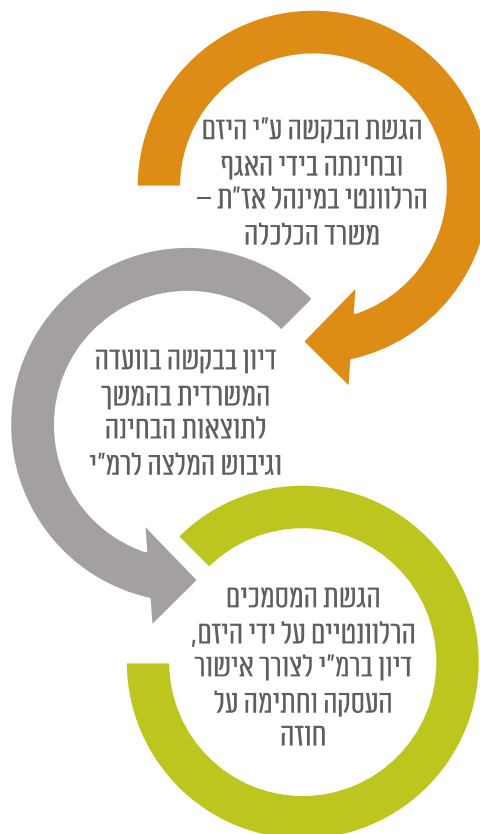 הגשת הבקשה ע"י היזם
ובחינתה בידי האגף
הרלוונטי במינהל אז"ת –
משרד הכלכלה
דיון בבקשה בוועדה
המשרדית בהמשך
לתוצאות הבחינה
וגיבוש המלצה לרמ"י
הגשת המסמכים
הרלוונטיים על ידי היזם,
דיון ברמ"י לצורך אישור
העסקה וחתימה על
חוזה